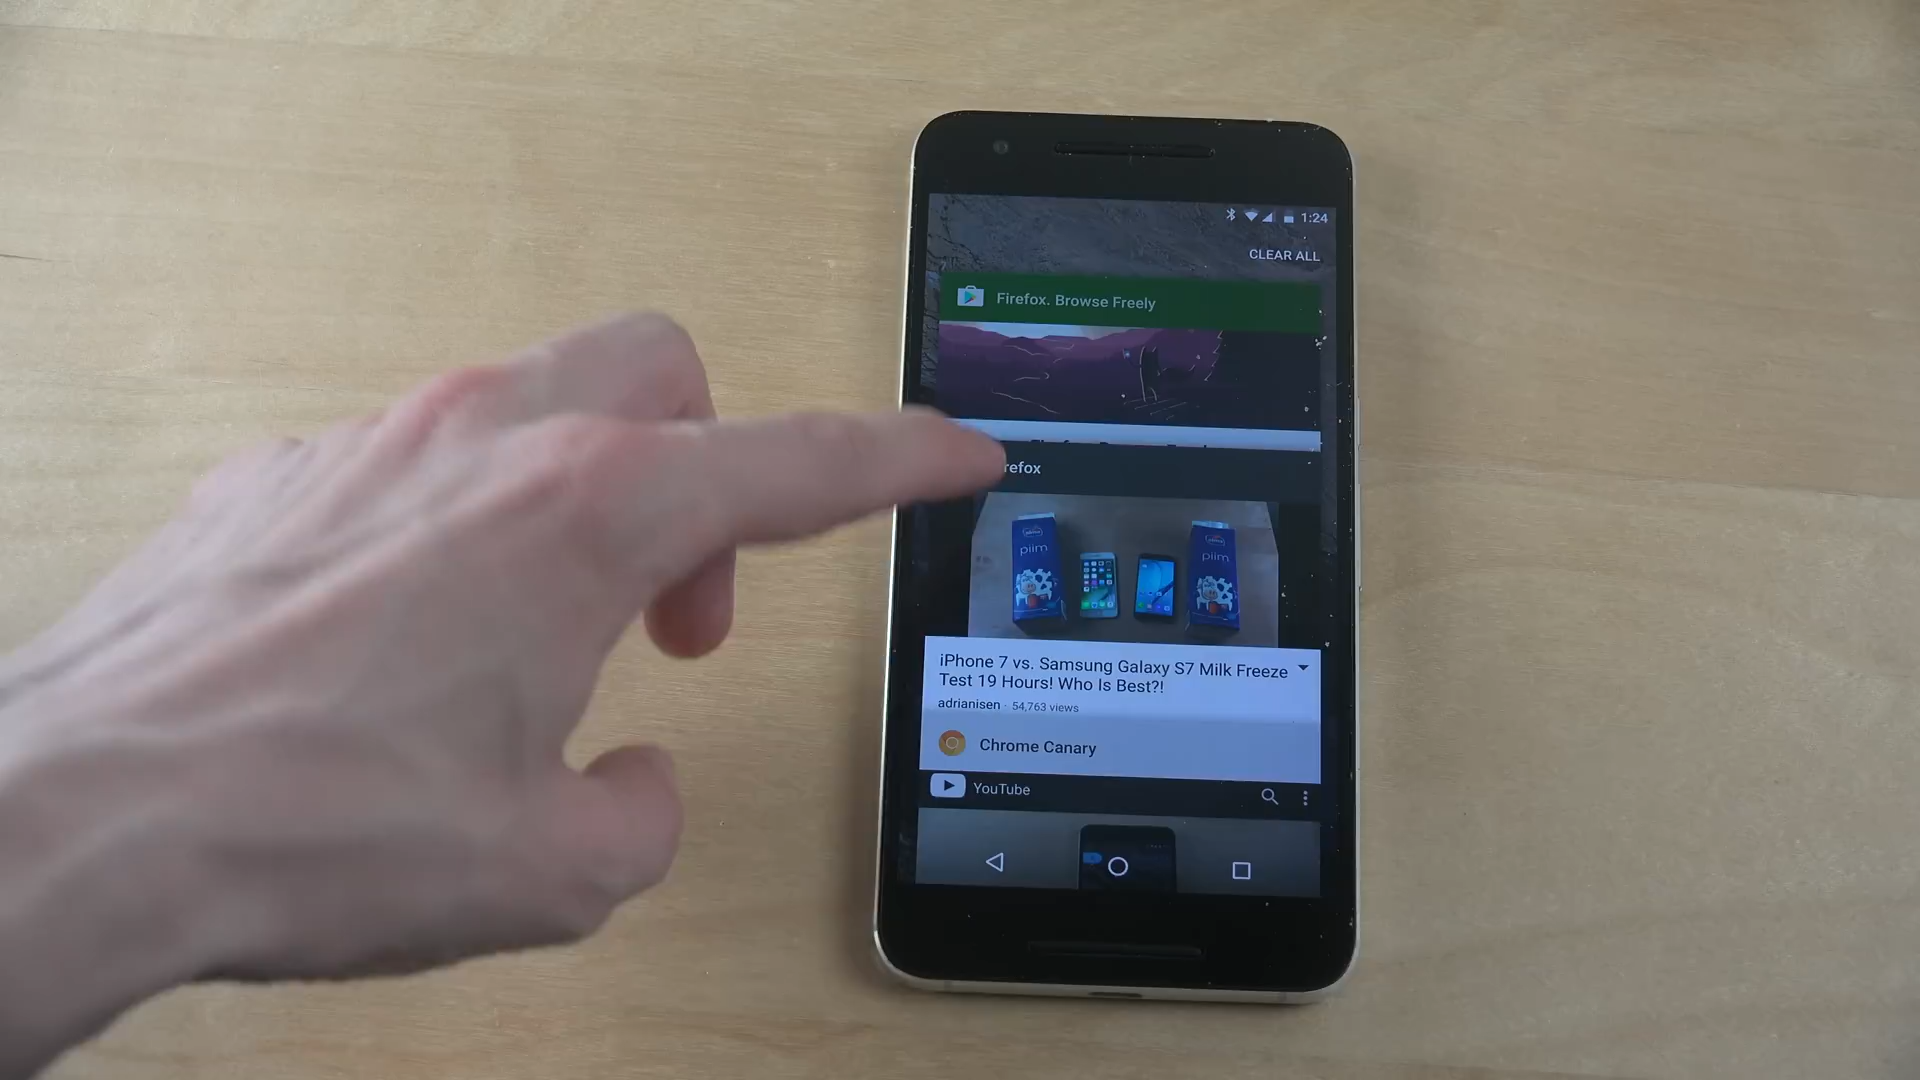 1:24
CLEAR ALL
Firefox. Browse Freely
refox
piim
piim
iPhone 7 vs. Samsung Galaxy S7 Milk Freeze
Test 19 Hours! Who Is Best?!
adrianisen · 54,763 views
Chrome Canary
YouTube